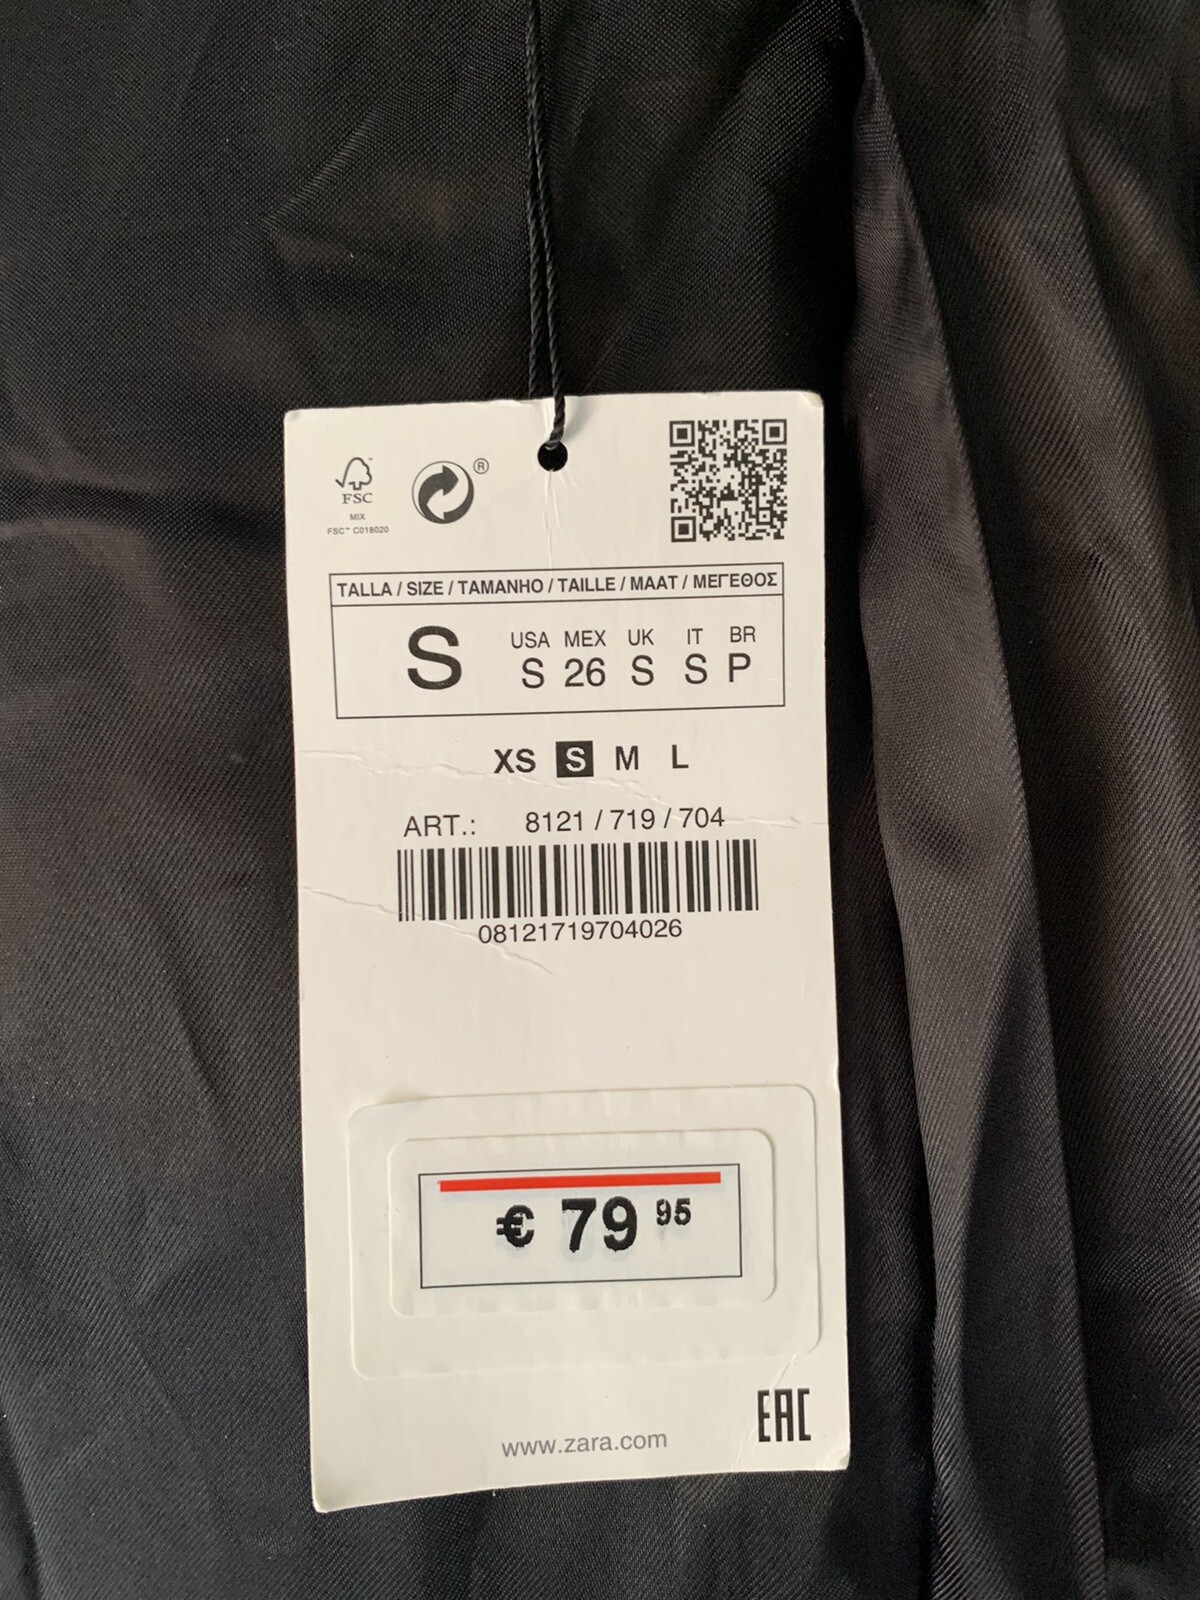 FSC
MIX
FSC™ C018020
®
TALLA / SIZE / TAMANHO / TAILLE / MAAT / ΜΕΓΕΘΟΣ
S
USA MEX UK IT BR
S 26 S S P
XS S M L
ART.: 8121 / 719 / 704
08121719704026
€ 79 95
EAC
www.zara.com